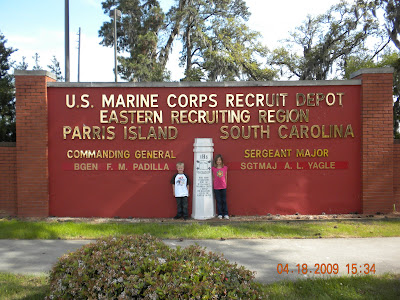 U.S. MARINE CORPS RECRUIT DEPOT
EASTERN RECRUITING REGION
PARRIS ISLAND SOUTH CAROLINA
COMMANDING GENERAL SERGEANT MAJOR
BGEN F. M. PADILLA SGTMAJ A. L. YAGLE
04.18.2009 15:34